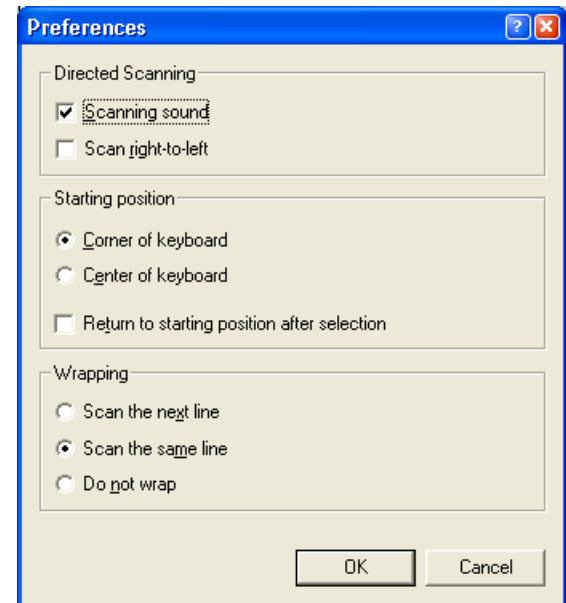 Preferences
Directed Scanning
Scanning sound
Scan right-to-left
Starting position
Corner of keyboard
Center of keyboard
Return to starting position after selection
Wrapping
Scan the next line
Scan the same line
Do not wrap
OK Cancel